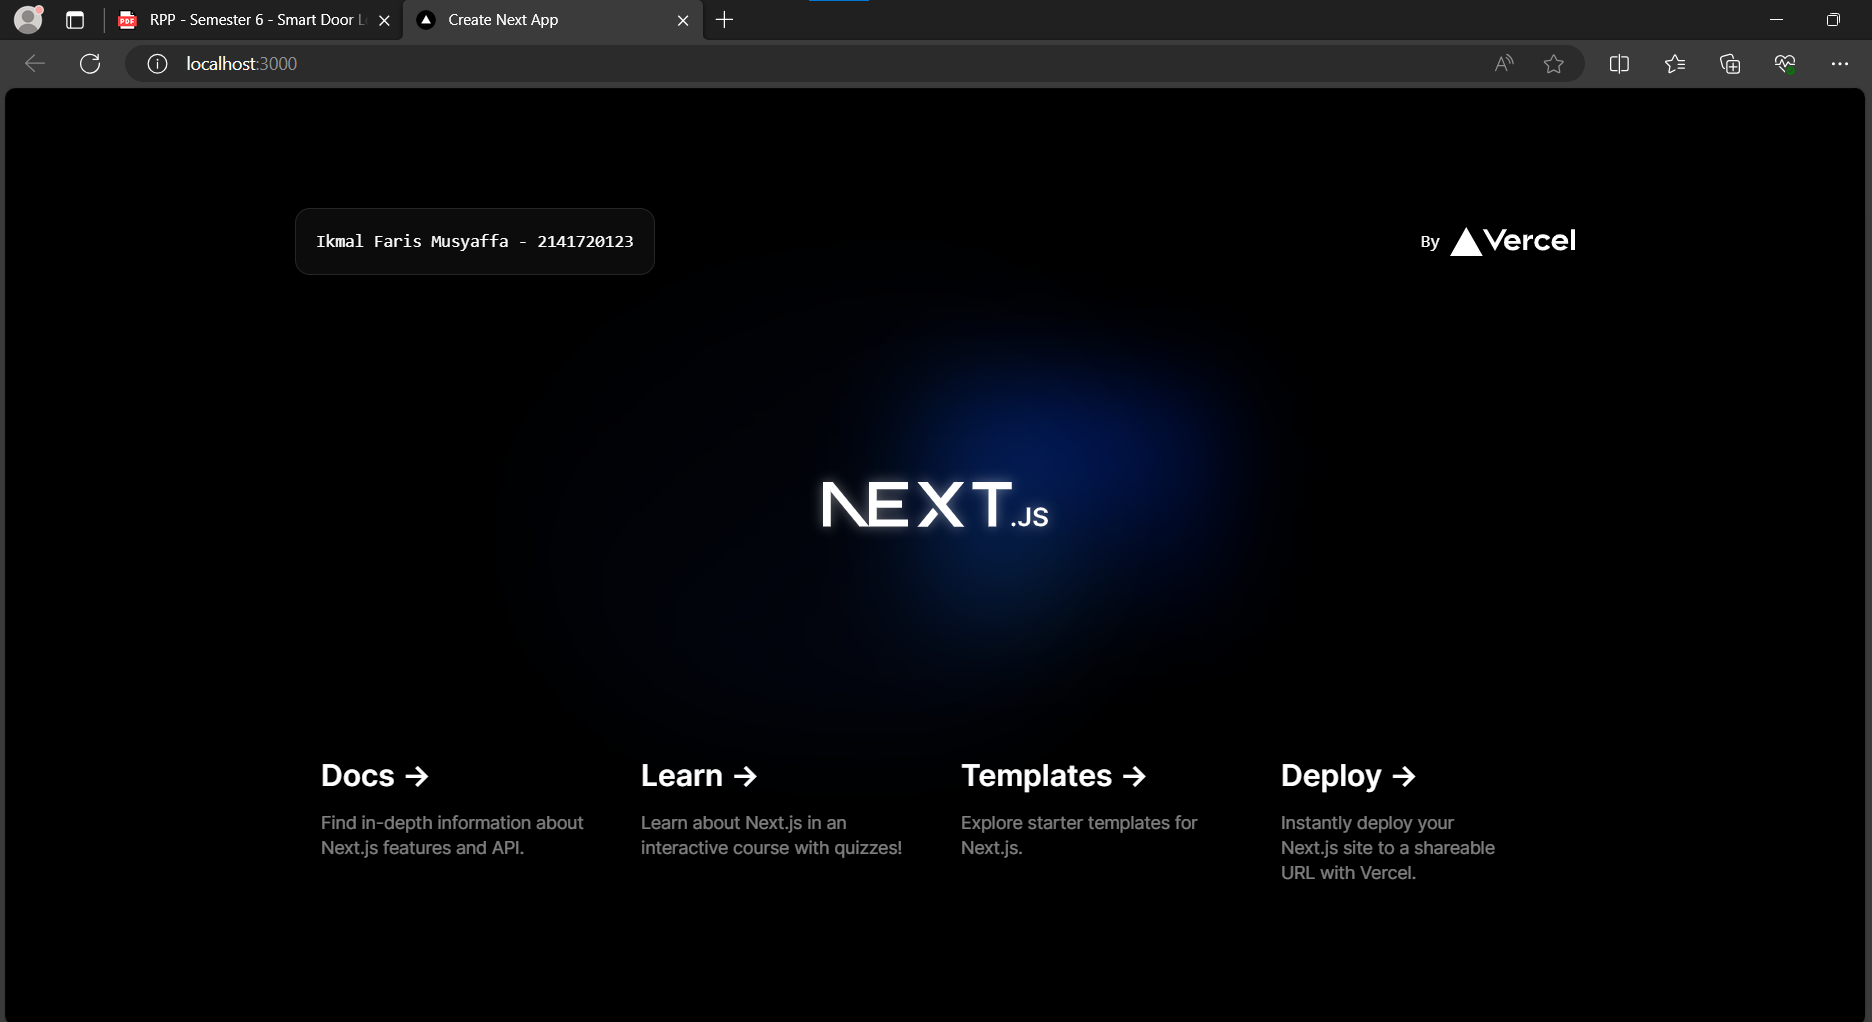 RPP - Semester 6 - Smart Door
Create Next App
localhost:3000
Ikmal Faris Musyaffa - 2141720123
By Vercel
NEXT.JS
Docs →
Find in-depth information about
Next.js features and API.
Learn →
Learn about Next.js in an
interactive course with quizzes!
Templates →
Explore starter templates for
Next.js.
Deploy →
Instantly deploy your
Next.js site to a shareable
URL with Vercel.